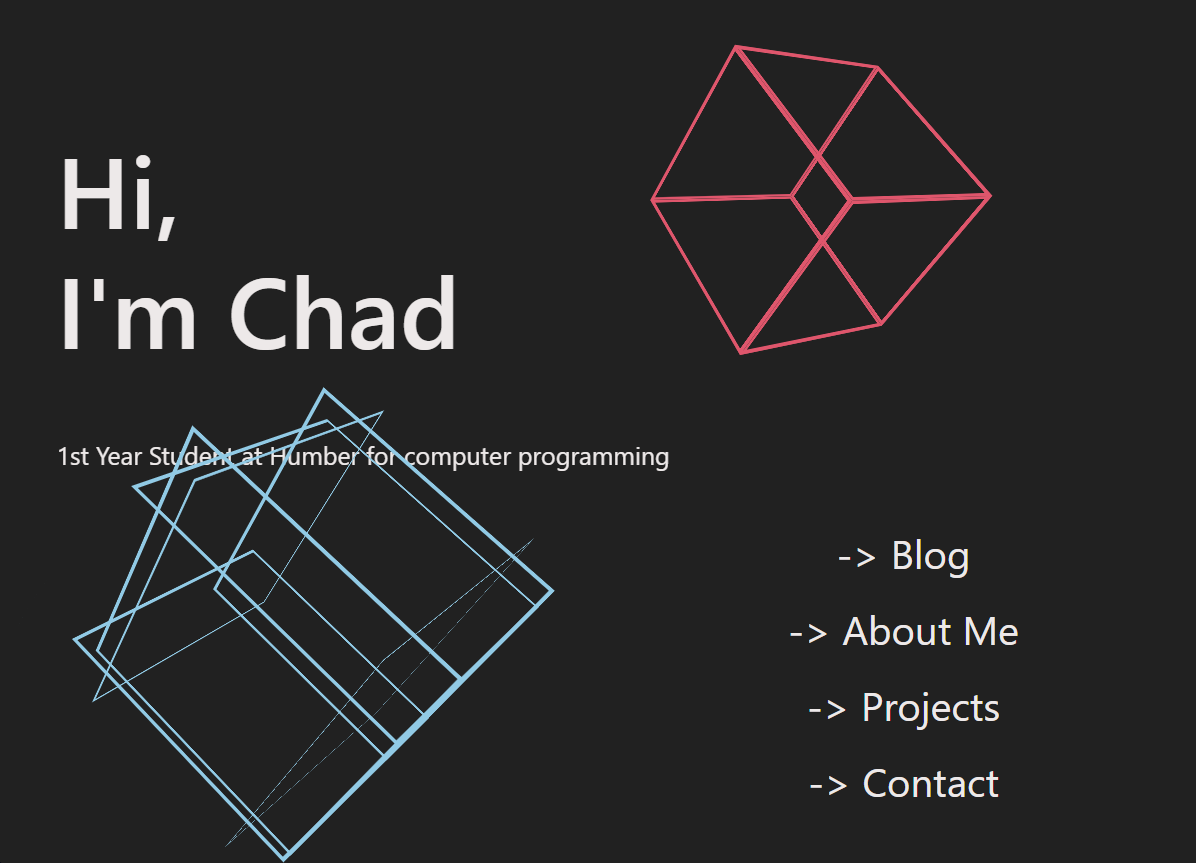 Hi,
I'm Chad
1st Year Student at Humber for computer programming
-> Blog
-> About Me
-> Projects
-> Contact